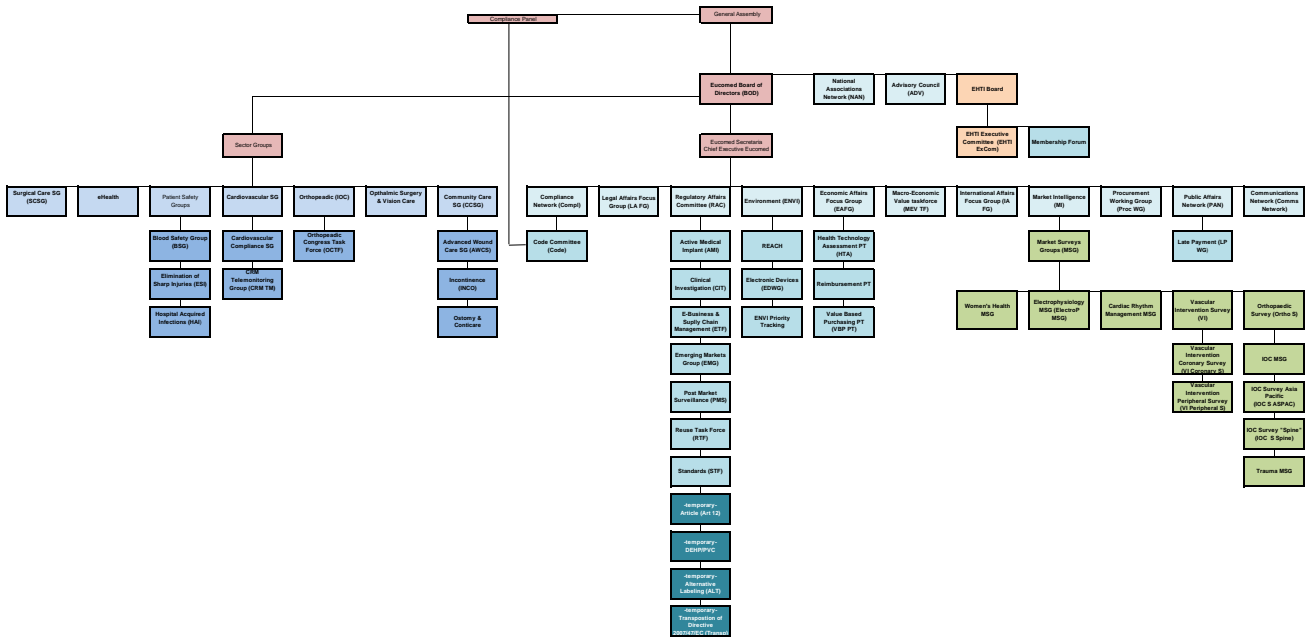 Compliance Panel
General Assembly
Eucomed Board of
Directors (BOD)
National
Associations
Network (NAN)
Advisory Council
(ADV)
EHTI Board
Sector Groups
Eucomed Secretaria
Chief Executive Eucomed
EHTI Executive
Committee (EHTI
ExCom)
Membership Forum
Surgical Care SG
(SCSG)
eHealth
Patient Safety
Groups
Cardiovascular SG
Orthopeadic (IOC)
Opthalmic Surgery
& Vision Care
Community Care
SG (CCSG)
Compliance
Network (Compl)
Legal Affairs Focus
Group (LA FG)
Regulatory Affairs
Committee (RAC)
Environment (ENVI)
Economic Affairs
Focus Group
(EAFG)
Macro-Economic
Value taskforce
(MEV TF)
International Affairs
Focus Group (IA
FG)
Market Intelligence
(MI)
Procurement
Working Group
(Proc WG)
Public Affairs
Network (PAN)
Communications
Network (Comms
Network)
Blood Safety Group
(BSG)
Cardiovascular
Compliance SG
Orthopeadic
Congress Task
Force (OCTF)
Advanced Wound
Care SG (AWCS)
Code Committee
(Code)
Active Medical
Implant (AMI)
REACH
Health Technology
Assessment PT
(HTA)
Market Surveys
Groups (MSG)
Late Payment (LP
WG)
Elimination of
Sharp Injuries (ESI)
CRM
Telemonitoring
Group (CRM TM)
Incontinence
(INCO)
Clinical
Investigation (CIT)
Electronic Devices
(EDWG)
Reimbursement PT
Hospital Acquired
Infections (HAI)
Ostomy &
Conticare
E-Business &
Suplly Chain
Management (ETF)
ENVI Priority
Tracking
Value Based
Purchasing PT
(VBP PT)
Women's Health
MSG
Electrophysiology
MSG (ElectroP
MSG)
Cardiac Rhythm
Management MSG
Vascular
Intervention Survey
(VI)
Orthopaedic
Survey (Ortho S)
Emerging Markets
Group (EMG)
Vascular
Intervention
Coronary Survey
(VI Coronary S)
IOC MSG
Post Market
Surveillance (PMS)
Vascular
Intervention
Peripheral Survey
(VI Peripheral S)
IOC Survey Asia
Pacific
(IOC S ASPAC)
Reuse Task Force
(RTF)
IOC Survey "Spine"
(IOC S Spine)
Standards (STF)
Trauma MSG
-temporary-
Article (Art 12)
-temporary-
DEHP/PVC
-temporary-
Alternative
Labeling (ALT)
-temporary-
Transpostion of
Directive
2007/47/EC (Transp)